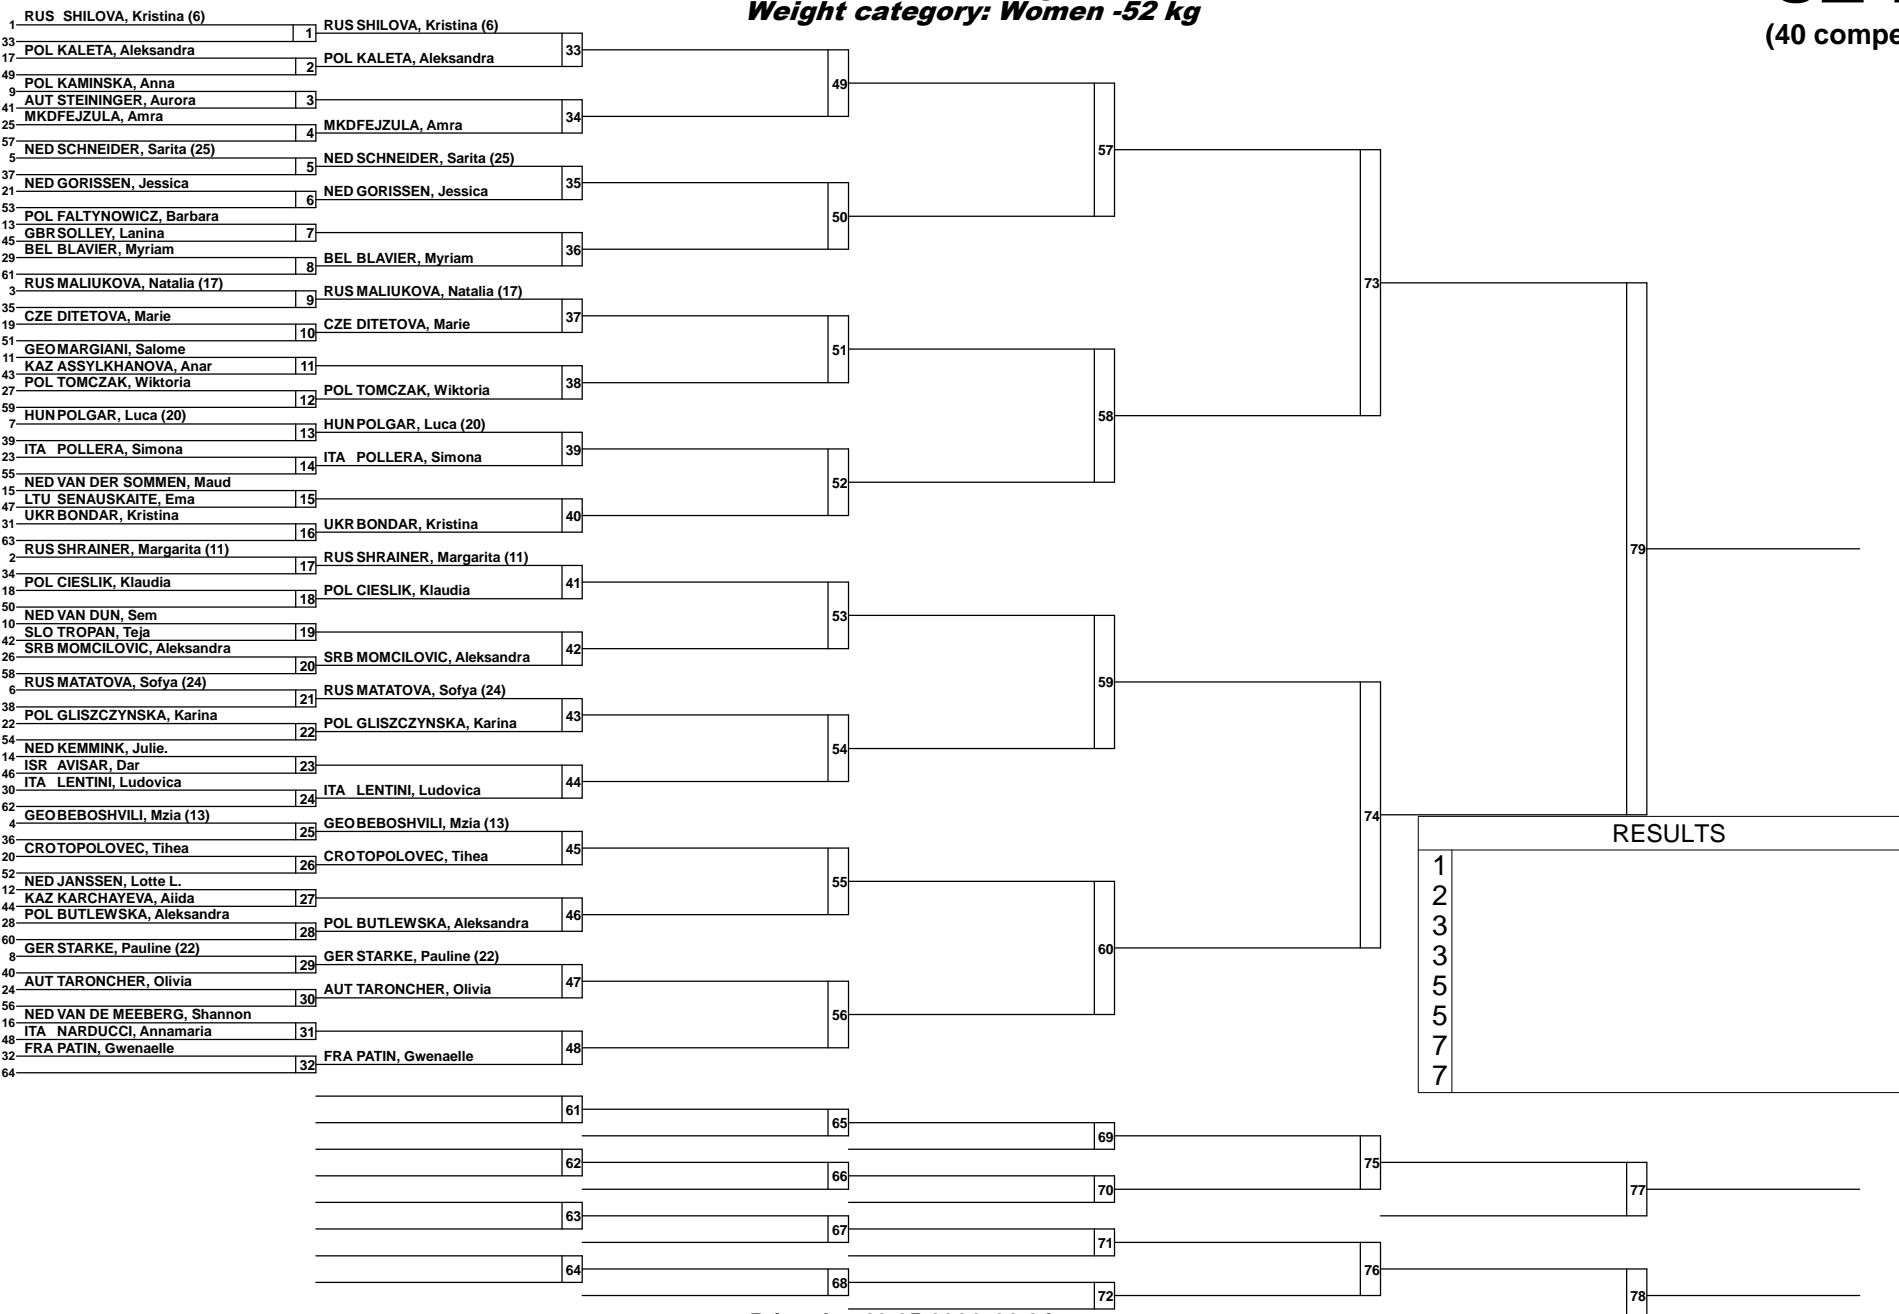 Weight category: Women -52 kg
(40 compe
1 RUS SHILOVA, Kristina (6)
33
17 POL KALETA, Aleksandra
49
9 POL KAMINSKA, Anna
41 AUT STEININGER, Aurora
25 MKD FEJZULA, Amra
57
5 NED SCHNEIDER, Sarita (25)
37
21 NED GORISSEN, Jessica
53
13 POL FALTYNOWICZ, Barbara
45 GBR SOLLEY, Lanina
29 BEL BLAVIER, Myriam
61
3 RUS MALIUKOVA, Natalia (17)
35
19 CZE DITETOVA, Marie
51
11 GEO MARGIANI, Salome
43 KAZ ASSYLKHANOVA, Anar
27 POL TOMCZAK, Wiktoria
59
7 HUN POLGAR, Luca (20)
39
23 ITA POLLERA, Simona
55
15 NED VAN DER SOMMEN, Maud
47 LTU SENAUSKAITE, Ema
31 UKR BONDAR, Kristina
63
2 RUS SHRAINER, Margarita (11)
34
18 POL CIESLIK, Klaudia
50
10 NED VAN DUN, Sem
42 SLO TROPAN, Teja
26 SRB MOMCILOVIC, Aleksandra
58
6 RUS MATATOVA, Sofya (24)
38
22 POL GLISZCZYNSKA, Karina
54
14 NED KEMMINK, Julie.
46 ISR AVISAR, Dar
30 ITA LENTINI, Ludovica
62
4 GEO BEBOSHVILI, Mzia (13)
36
20 CRO TOPOLOVEC, Tihea
52
12 NED JANSSEN, Lotte L.
44 KAZ KARCHAYEVA, Aiida
28 POL BUTLEWSKA, Aleksandra
60
8 GER STARKE, Pauline (22)
40
24 AUT TARONCHER, Olivia
56
16 NED VAN DE MEEBERG, Shannon
48 ITA NARDUCCI, Annamaria
32 FRA PATIN, Gwenaelle
64
1 RUS SHILOVA, Kristina (6)
2 POL KALETA, Aleksandra
3
4 MKD FEJZULA, Amra
5 NED SCHNEIDER, Sarita (25)
6 NED GORISSEN, Jessica
7
8 BEL BLAVIER, Myriam
9 RUS MALIUKOVA, Natalia (17)
10 CZE DITETOVA, Marie
11
12 POL TOMCZAK, Wiktoria
13 HUN POLGAR, Luca (20)
14 ITA POLLERA, Simona
15
16 UKR BONDAR, Kristina
17 RUS SHRAINER, Margarita (11)
18 POL CIESLIK, Klaudia
19
20 SRB MOMCILOVIC, Aleksandra
21 RUS MATATOVA, Sofya (24)
22 POL GLISZCZYNSKA, Karina
23
24 ITA LENTINI, Ludovica
25 GEO BEBOSHVILI, Mzia (13)
26 CRO TOPOLOVEC, Tihea
27
28 POL BUTLEWSKA, Aleksandra
29 GER STARKE, Pauline (22)
30 AUT TARONCHER, Olivia
31
32 FRA PATIN, Gwenaelle
33
34
35
36
37
38
39
40
41
42
43
44
45
46
47
48
49
50
51
52
53
54
55
56
57
58
59
60
73
74
79
RESULTS
1
2
3
3
5
5
7
7
61
62
63
64
65
66
67
68
69
70
71
72
75
76
77
78